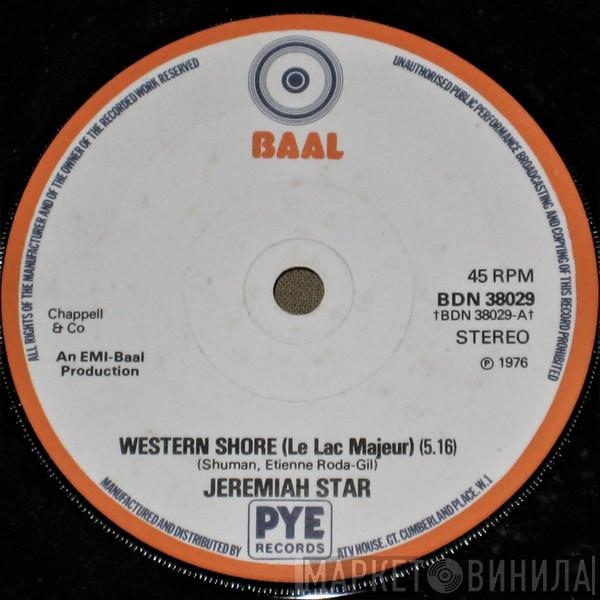 BAAL
ALL RIGHTS OF THE MANUFACTURER AND OF THE OWNER OF THE RECORDED WORK RESERVED
UNAUTHORISED PUBLIC PERFORMANCE BROADCASTING AND COPYING OF THIS RECORD PROHIBITED
45 RPM
BDN 38029
†BDN 38029-A†
STEREO
℗ 1976
Chappell
& Co
An EMI-Baal
Production
WESTERN SHORE (Le Lac Majeur) (5.16)
(Shuman, Etienne Roda-Gil)
JEREMIAH STAR
MANUFACTURED AND DISTRIBUTED BY
PYE
RECORDS
ATV HOUSE. GT. CUMBERLAND PLACE. W.1
МАРКЕТ ВИНИЛА